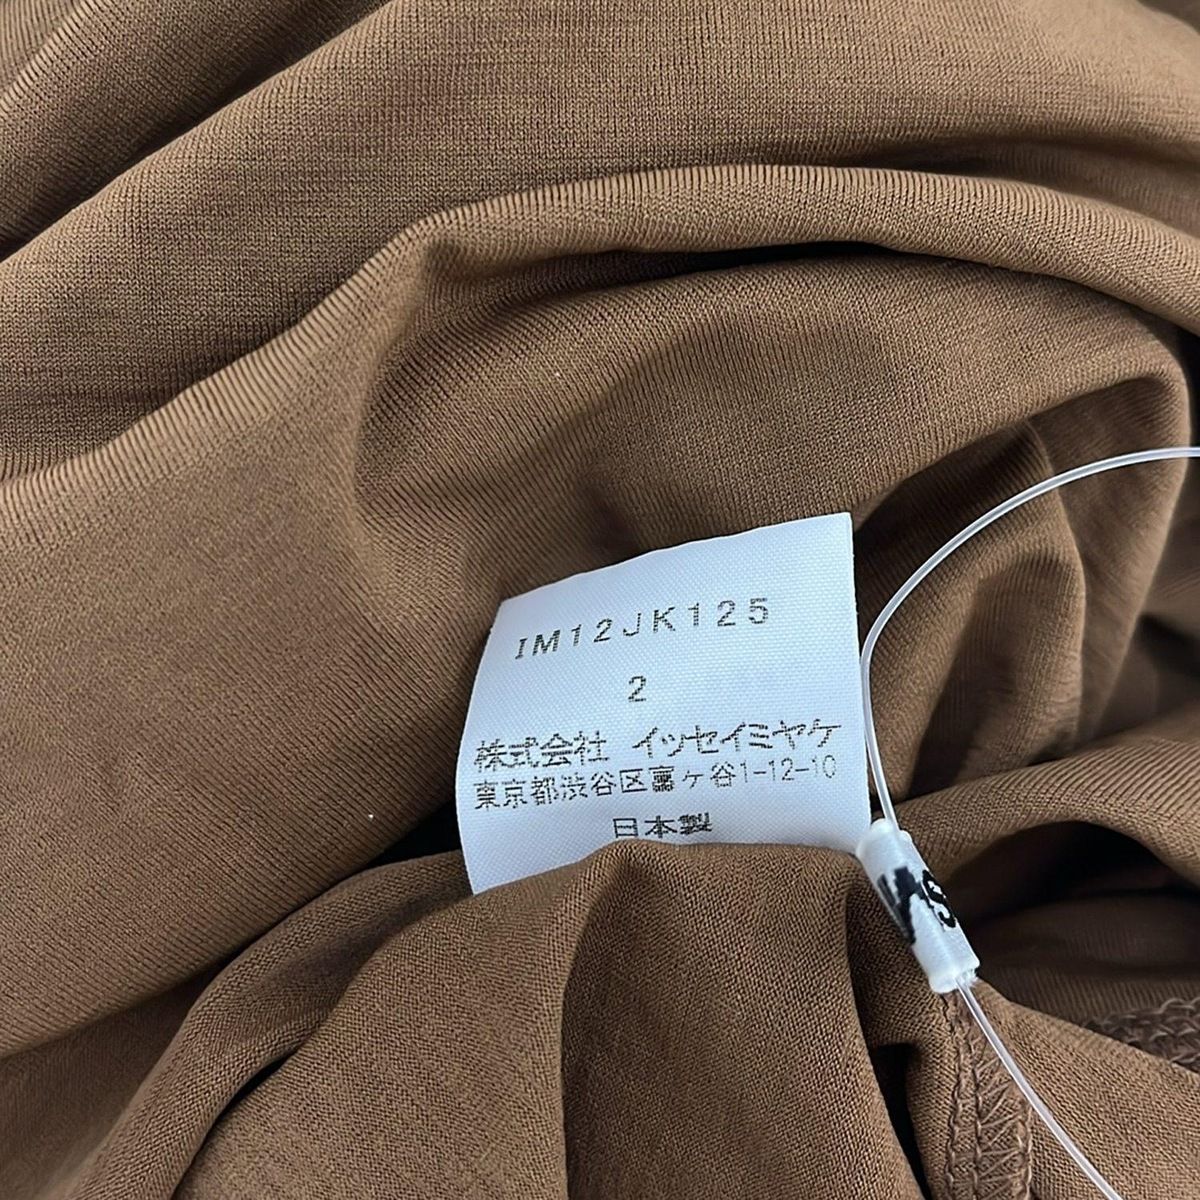 IM12JK125
2
株式会社 イッセイミヤケ
東京都渋谷区富ヶ谷1-12-10
日本製